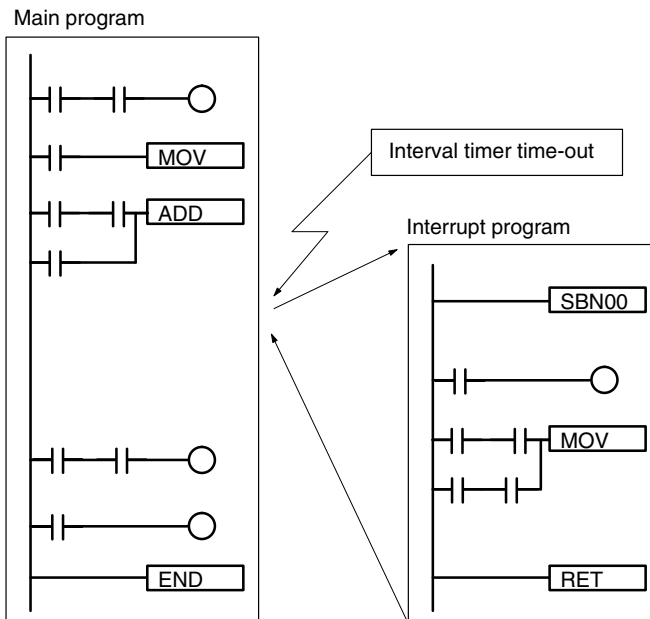 Main program
MOV
Interval timer time-out
ADD
Interrupt program
SBN00
MOV
END
RET